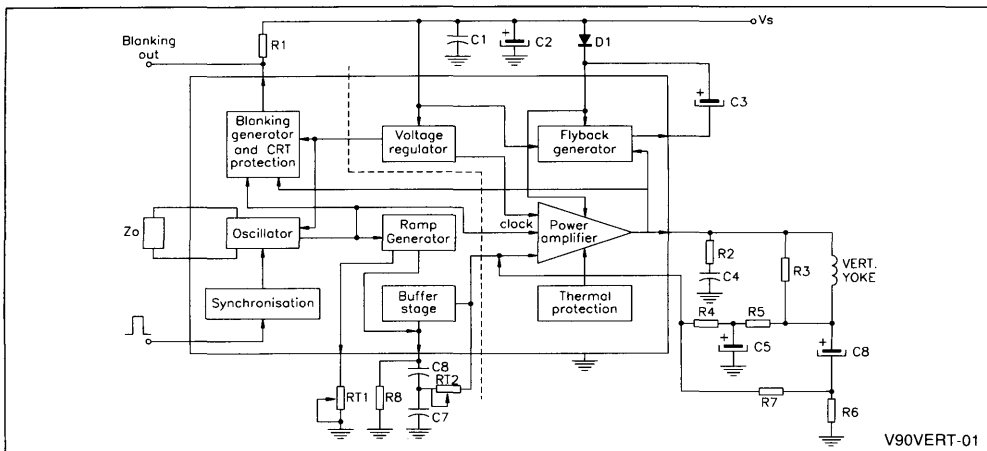 Vs
Blanking
out
R1
C1
+
C2
D1
+
C3
Blanking
generator
and CRT
protection
Voltage
regulator
Flyback
generator
Zo
Oscillator
Ramp
Generator
clock
Power
amplifier
R2
C4
R3
VERT.
YOKE
Synchronisation
Buffer
stage
Thermal
protection
R4
R5
+
C5
+
C8
RT1
R8
C8
RT2
C7
R7
R6
V90VERT-01